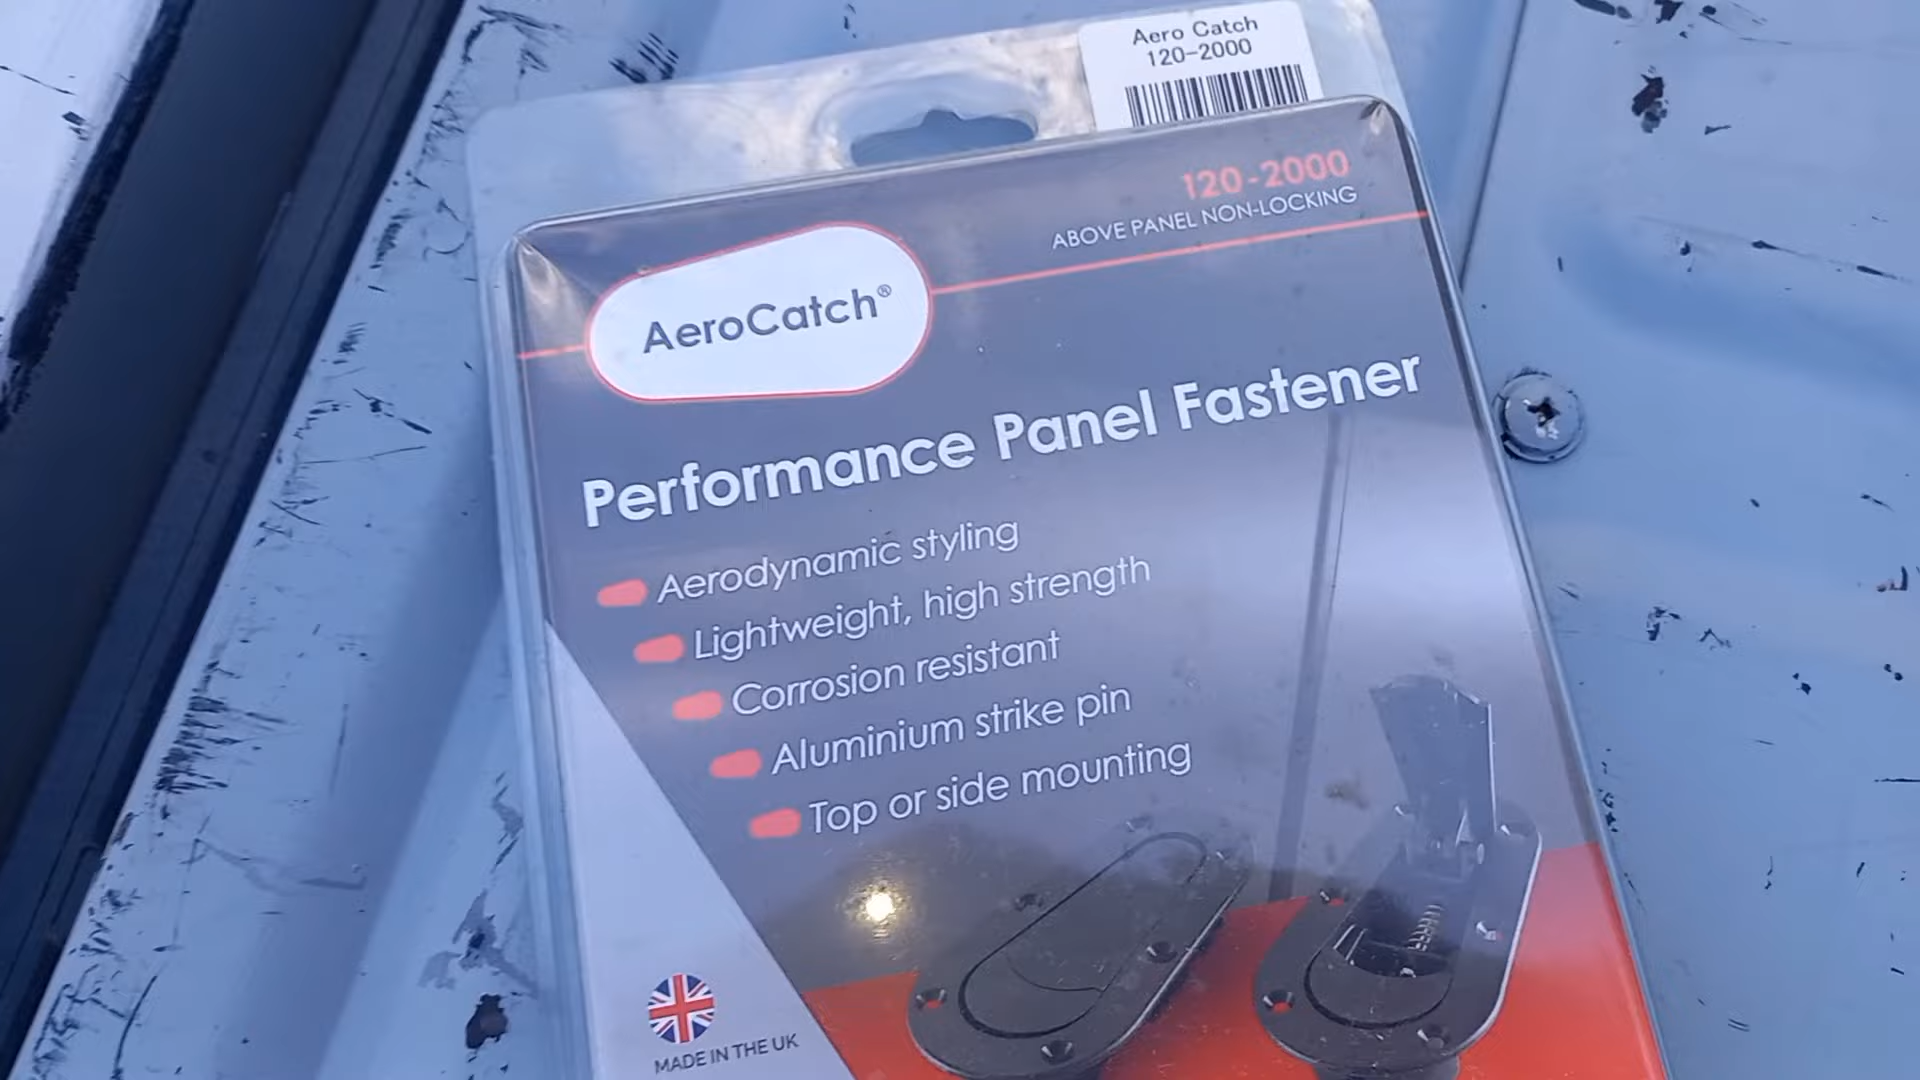 Aero Catch
120-2000
120-2000
ABOVE PANEL NON-LOCKING
AeroCatch®
Performance Panel Fastener
Aerodynamic styling
Lightweight, high strength
Corrosion resistant
Aluminium strike pin
Top or side mounting
MADE IN THE UK